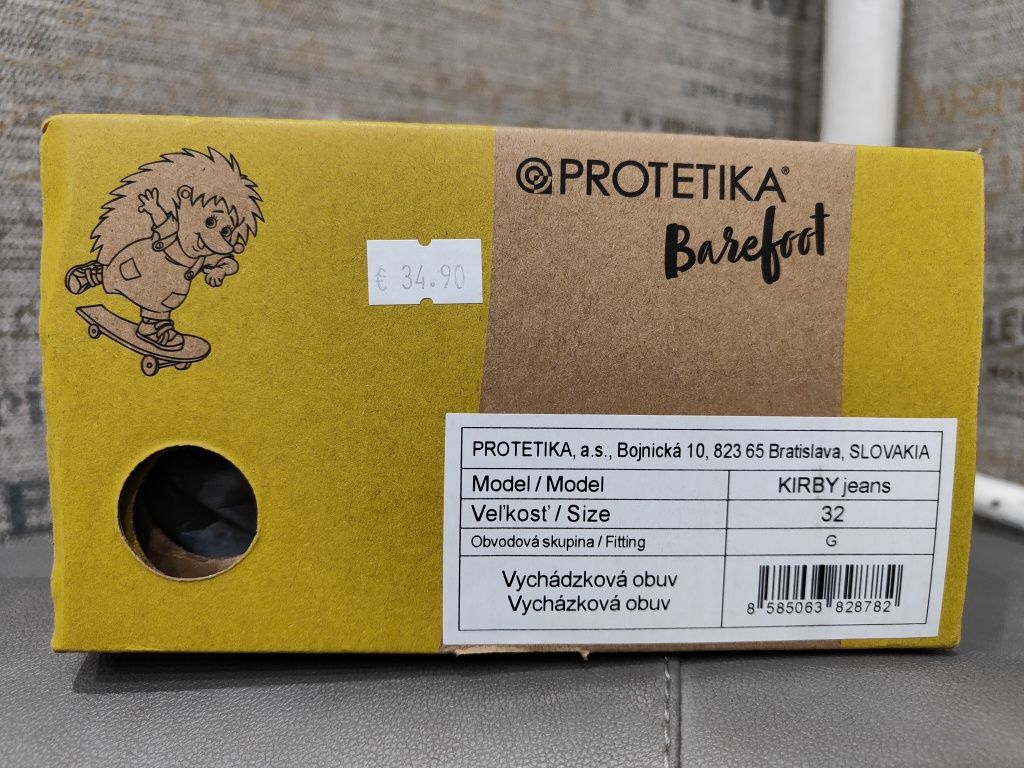 PROTETIKA®
Barefoot
€ 34.90
PROTETIKA, a.s., Bojnická 10, 823 65 Bratislava, SLOVAKIA
Model / Model KIRBY jeans
Veľkosť / Size 32
Obvodová skupina / Fitting G
Vychádzková obuv
Vycházková obuv
8 585063 828782